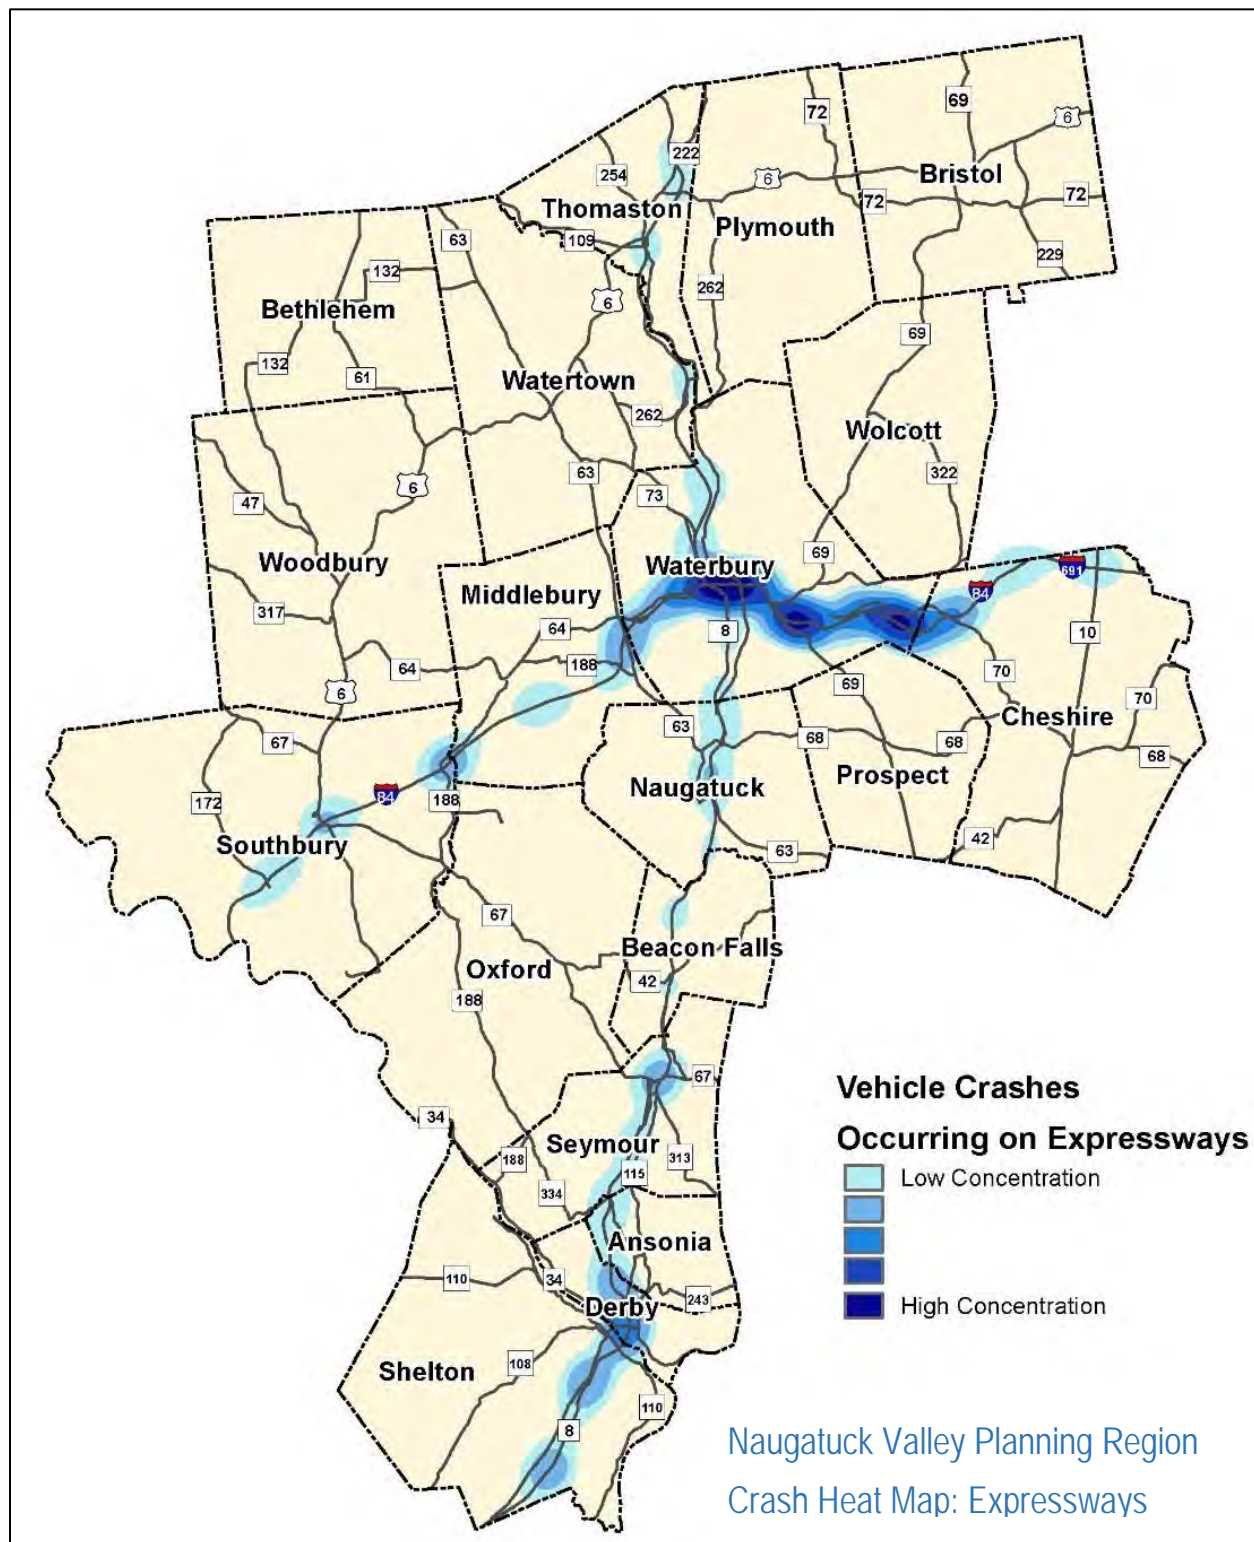 69
6
72
222
Bristol
254
6
72
72
Thomaston
Plymouth
63
109
229
132
262
6
Bethlehem
69
132
61
Watertown
262
Wolcott
63
322
6
47
73
69
Woodbury
Waterbury
691
Middlebury
84
317
64
8
10
188
64
70
6
69
70
63
Cheshire
67
68
68
68
Prospect
Naugatuck
84
172
188
Southbury
42
63
67
Beacon Falls
Oxford
42
188
67
Vehicle Crashes
34
Occurring on Expressways
Seymour
188
313
115
Low Concentration
334
Ansonia
110
34
243
Derby
High Concentration
Shelton
108
110
8
Naugatuck Valley Planning Region
Crash Heat Map: Expressways